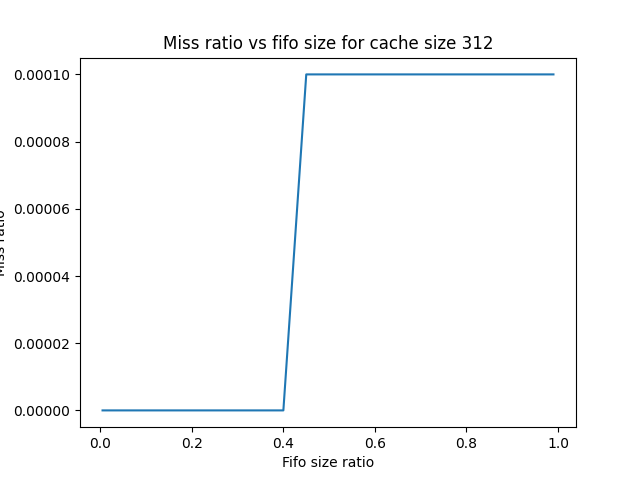 Miss ratio vs fifo size for cache size 312
0.00010
0.00008
0.00006
0.00004
0.00002
0.00000
Miss ratio
0.0 0.2 0.4 0.6 0.8 1.0
Fifo size ratio